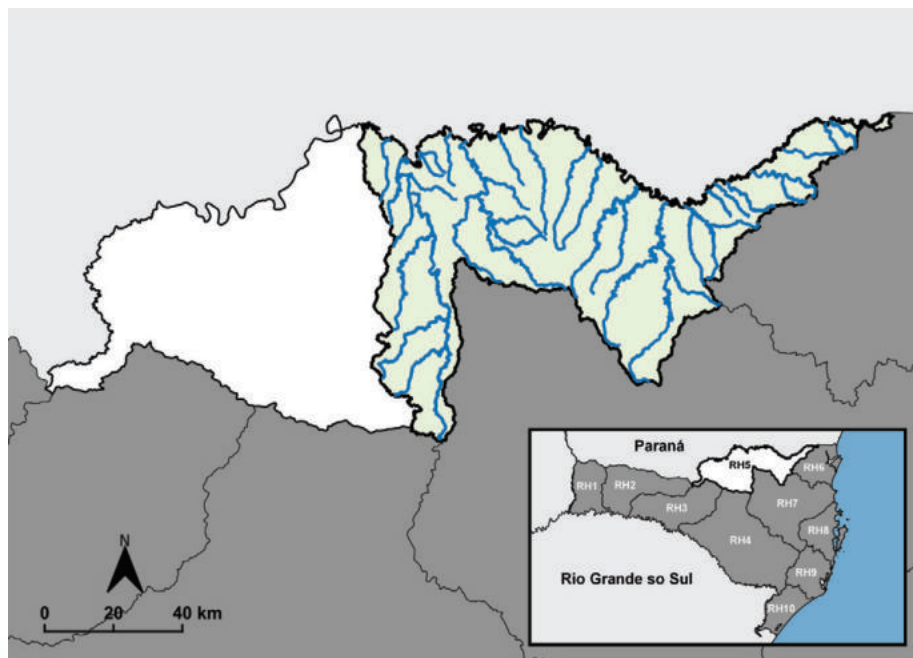 N
0 20 40 km
Paraná
RH5
RH6
RH1
RH2
RH3
RH7
RH4
RH8
RH9
Rio Grande so Sul
RH10